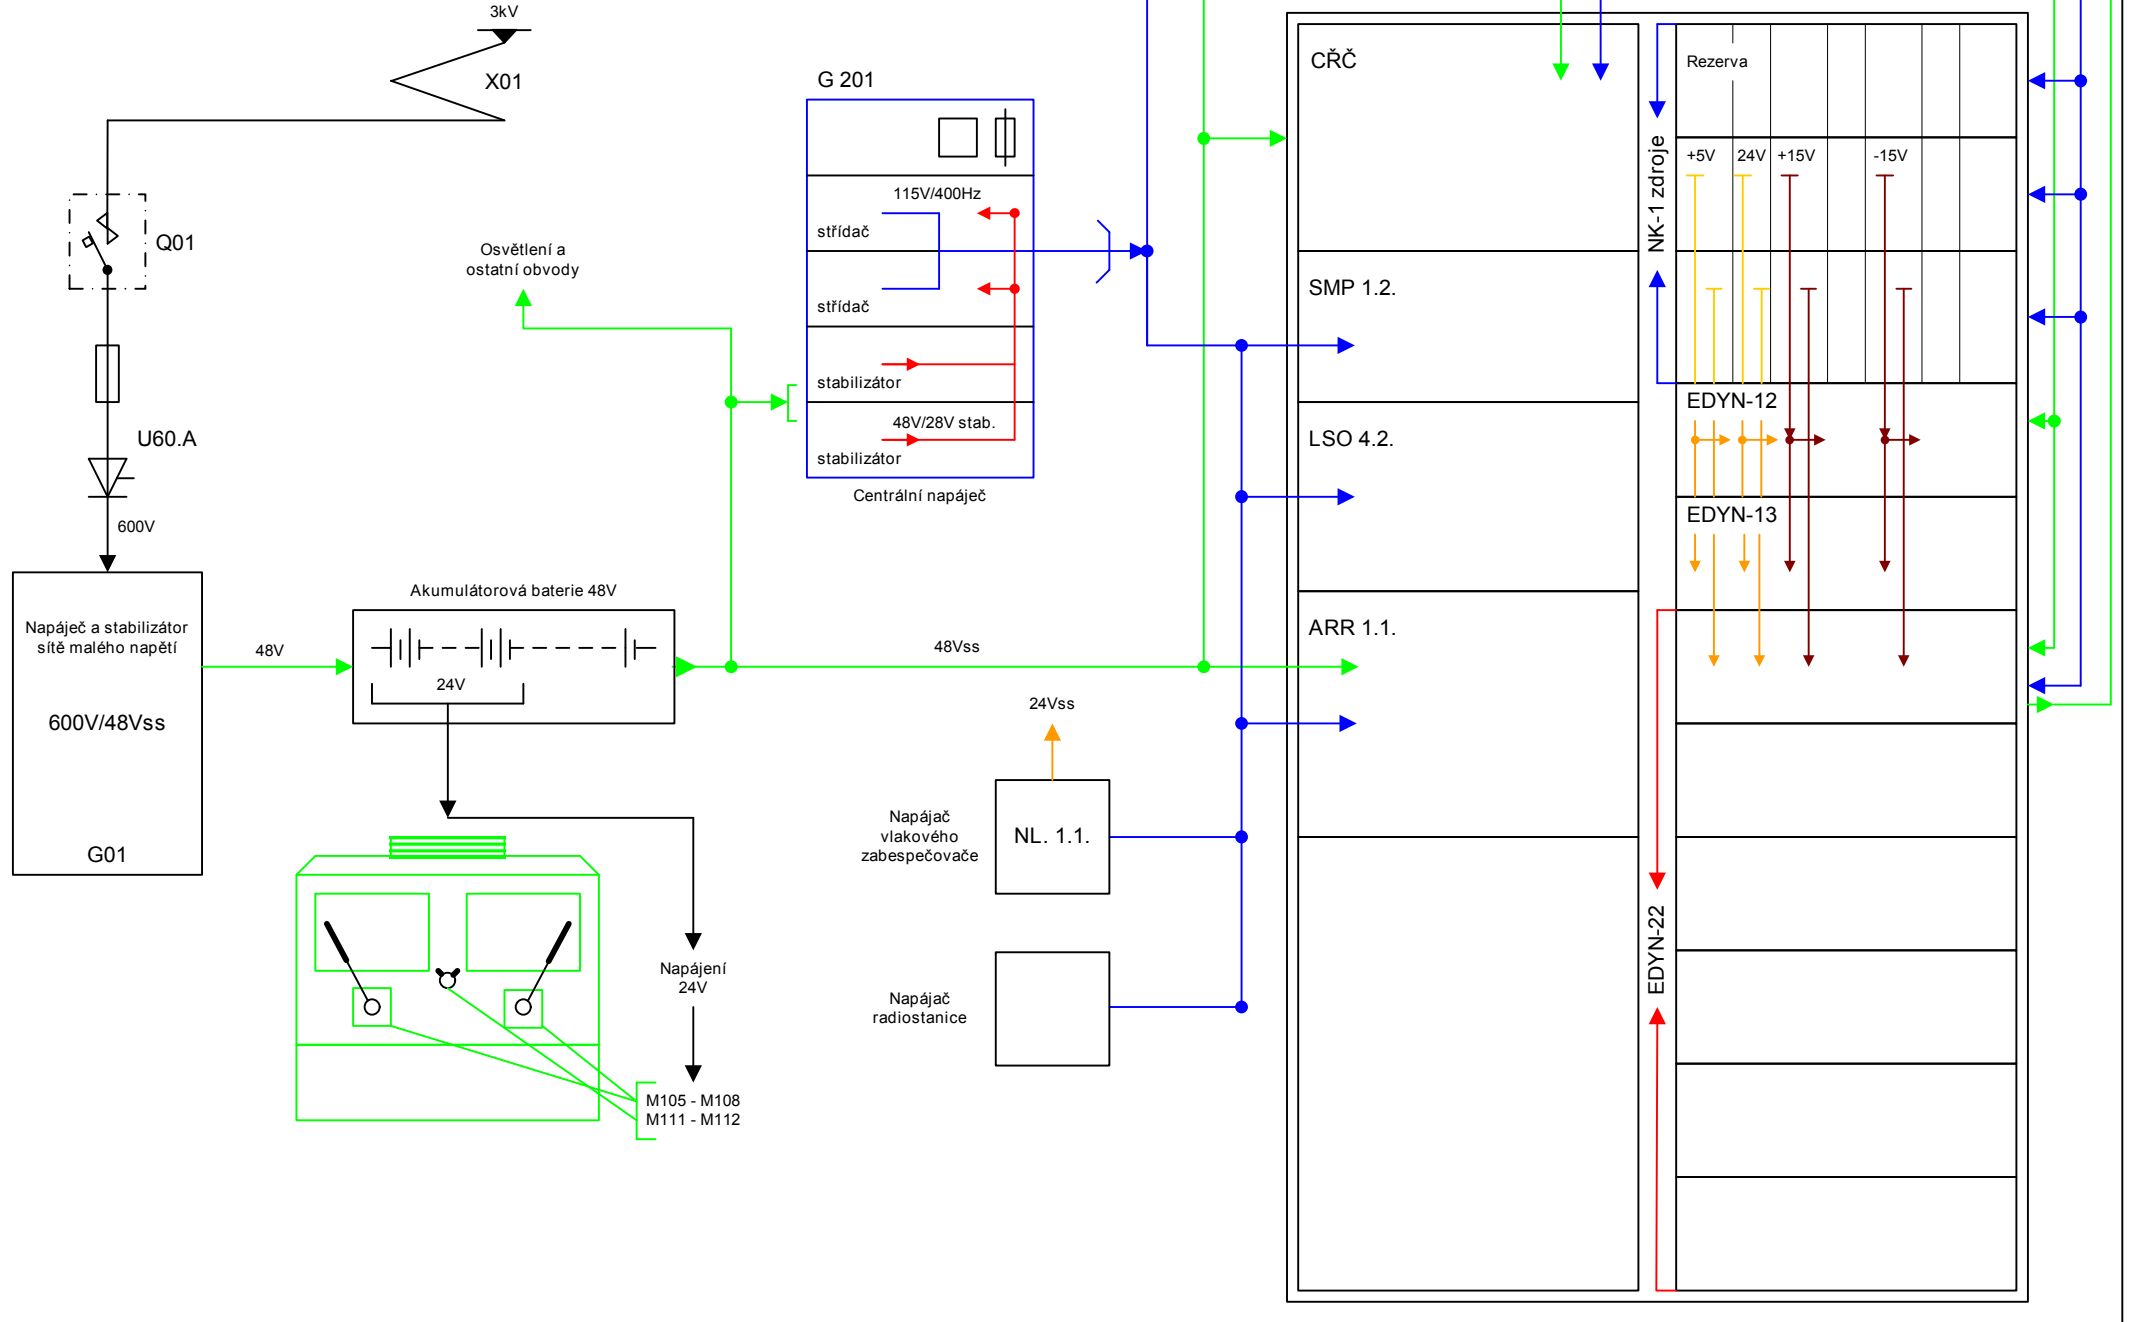 3kV
X01
Q01
U60.A
600V
Napáječ a stabilizátor
sítě malého napětí
600V/48Vss
G01
48V
Akumulátorová baterie 48V
24V
Osvětlení a
ostatní obvody
G 201
115V/400Hz
střídač
střídač
stabilizátor
48V/28V stab.
stabilizátor
Centrální napáječ
48Vss
24Vss
Napájač
vlakového
zabespečovače
NL. 1.1.
Napájač
radiostanice
Napájení
24V
M105 - M108
M111 - M112
CŘČ
SMP 1.2.
LSO 4.2.
ARR 1.1.
NK-1 zdroje
EDYN-22
Rezerva
+5V
24V
+15V
-15V
EDYN-12
EDYN-13